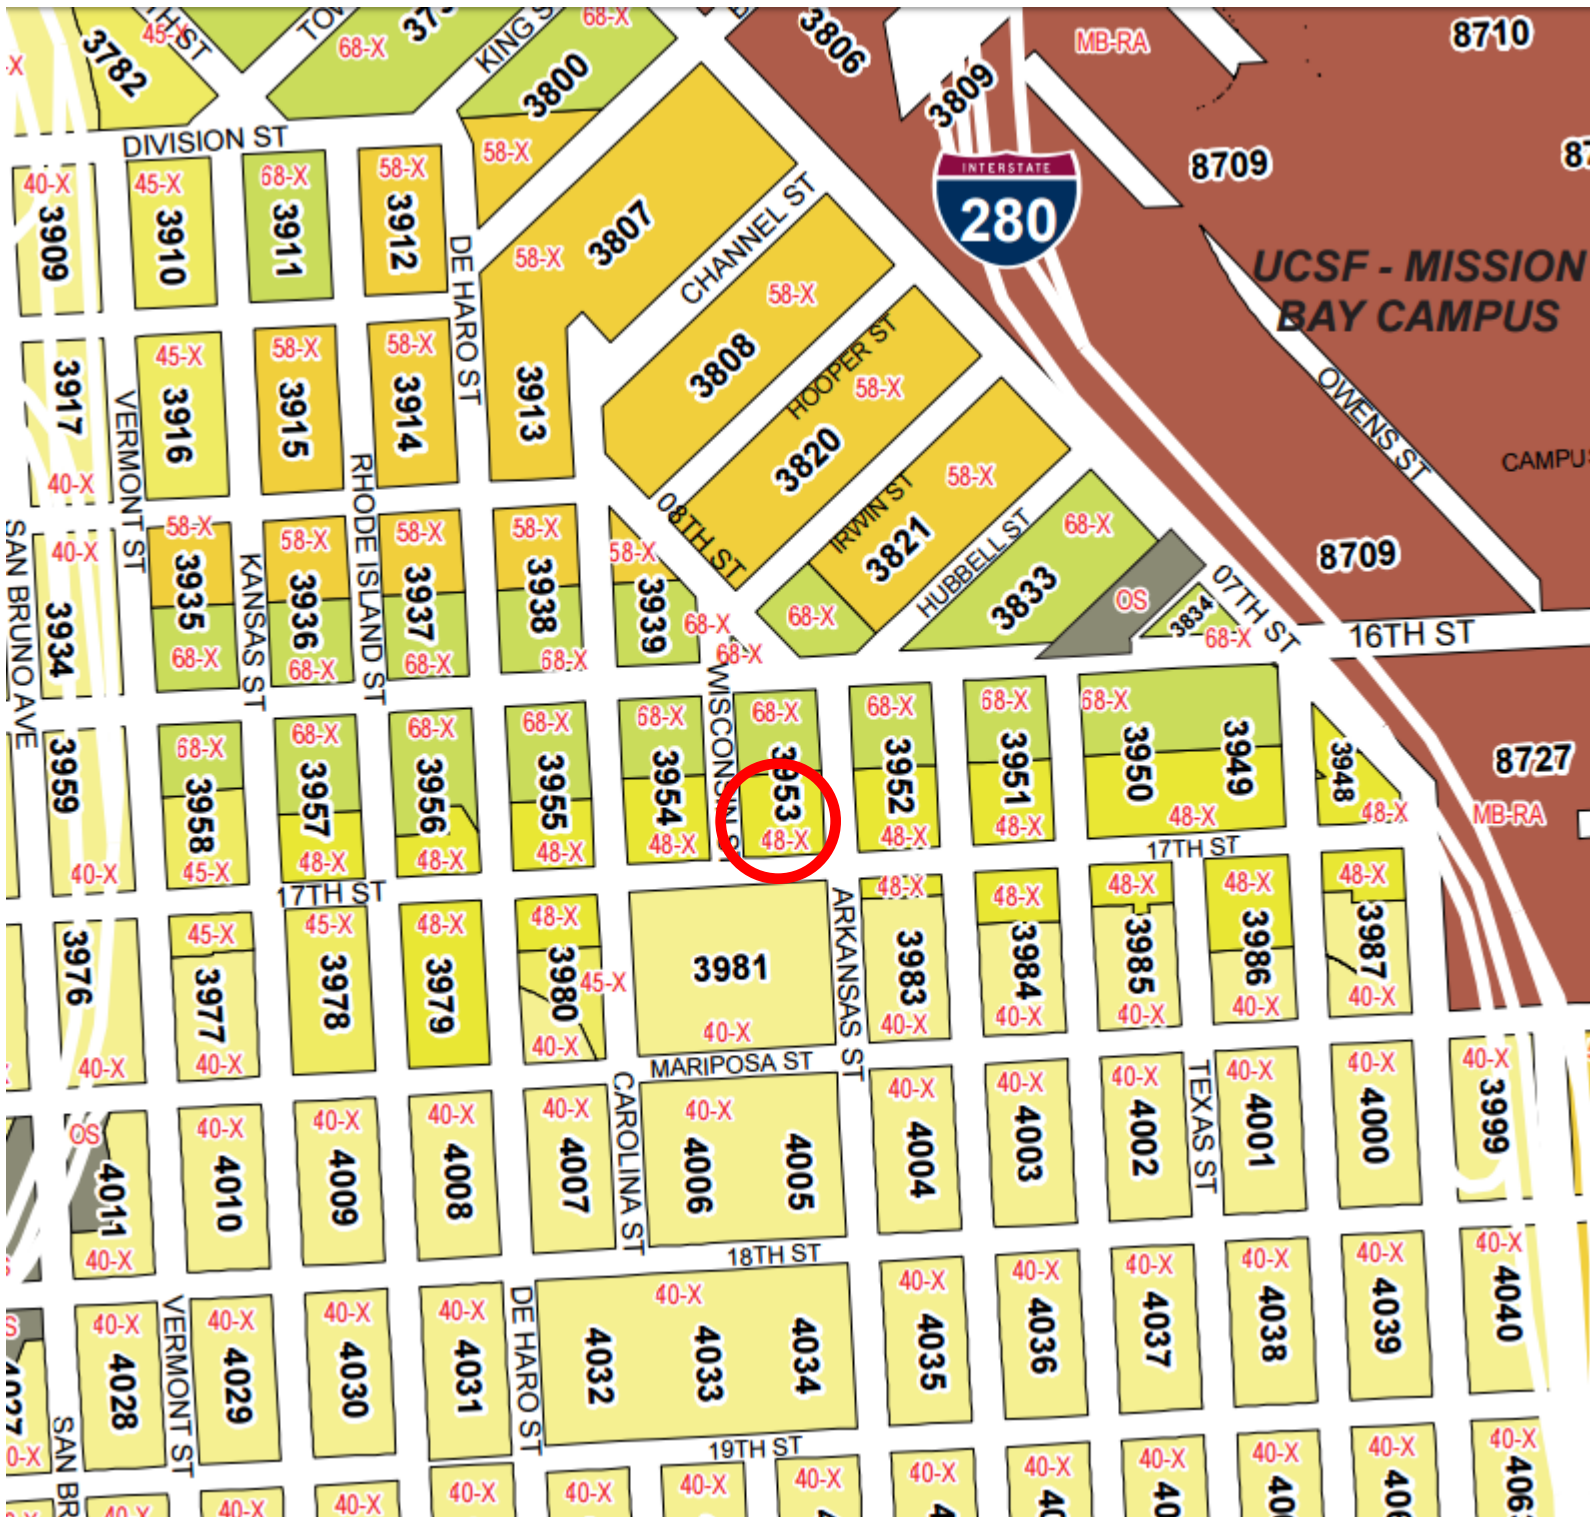 3782
45-X
TH ST
68-X
KING S
68-X
3800
3806
MB-RA
8710
3809
8709
DIVISION ST
58-X
INTERSTATE
280
UCSF - MISSION
BAY CAMPUS
40-X
3909
45-X
3910
68-X
3911
58-X
3912
DE HARO ST
58-X
3807
CHANNEL ST
58-X
3808
HOOPER ST
58-X
3820
3917
40-X
VERMONT ST
45-X
3916
58-X
3915
58-X
3914
3913
RHODE ISLAND ST
08TH ST
IRWIN ST
58-X
3821
HUBBELL ST
68-X
3833
OWENS ST
CAMPUS
8709
SAN BRUNO AVE
40-X
3934
58-X
3935
68-X
KANSAS ST
58-X
3936
68-X
58-X
3937
68-X
58-X
3938
68-X
58-X
3939
68-X
68-X
68-X
OS
3834
68-X
07TH ST
16TH ST
3959
40-X
68-X
3958
45-X
68-X
3957
48-X
68-X
3956
48-X
68-X
3955
48-X
68-X
3954
48-X
WISCONSIN ST
68-X
3953
48-X
68-X
3952
48-X
68-X
3951
48-X
68-X
3950
3949
48-X
3948
48-X
8727
MB-RA
17TH ST
17TH ST
3976
40-X
45-X
3977
40-X
45-X
3978
48-X
3979
48-X
3980
45-X
40-X
3981
40-X
ARKANSAS ST
48-X
3983
40-X
48-X
3984
40-X
48-X
3985
40-X
48-X
3986
40-X
48-X
3987
40-X
MARIPOSA ST
OS
4011
40-X
40-X
4010
40-X
4009
40-X
4008
40-X
4007
CAROLINA ST
40-X
4006
4005
40-X
4004
40-X
4003
40-X
4002
TEXAS ST
40-X
4001
40-X
4000
40-X
3999
18TH ST
40-X
4028
VERMONT ST
40-X
4029
40-X
4030
40-X
4031
DE HARO ST
40-X
4032
4033
4034
40-X
4035
40-X
4036
40-X
4037
40-X
4038
40-X
4039
40-X
4040
SAN BR
19TH ST
40-X
40-X
40-X
40-X
40-X
40-X
40-X
40-X
40-X
40-X
40-X
40-X
40-X